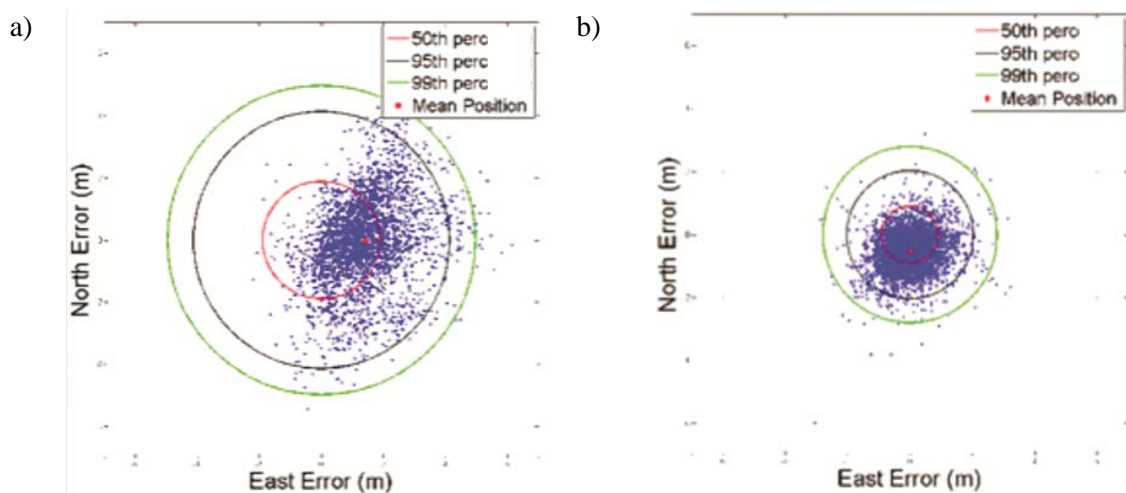 a)
50th perc
95th perc
99th perc
Mean Position
North Error (m)
East Error (m)
b)
50th perc
95th perc
99th perc
Mean Position
North Error (m)
East Error (m)